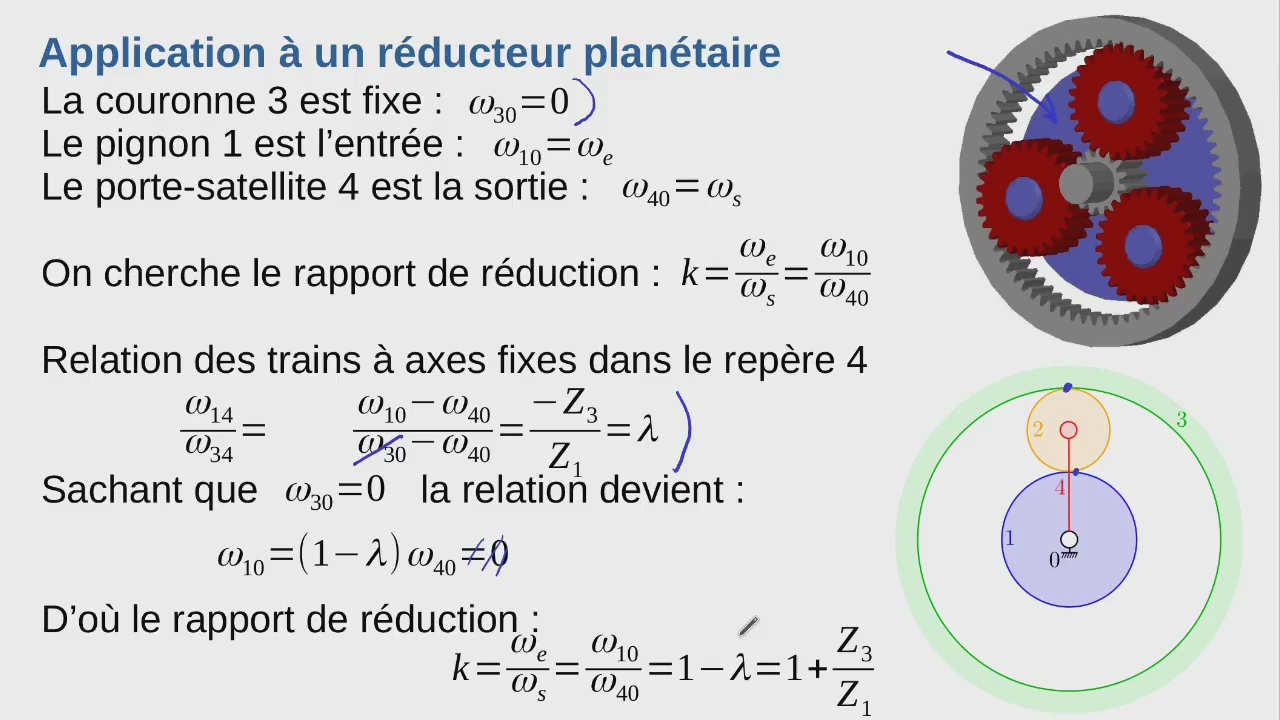 Application à un réducteur planétaire
La couronne 3 est fixe : ω30=0
Le pignon 1 est l’entrée : ω10=ωe
Le porte-satellite 4 est la sortie : ω40=ωs
On cherche le rapport de réduction : k=ωe/ωs=ω10/ω40
Relation des trains à axes fixes dans le repère 4
ω14/ω34= (ω10−ω40)/(ω30−ω40)=−Z3/Z1=λ
Sachant que ω30=0 la relation devient :
ω10=(1−λ)ω40=0
D’où le rapport de réduction :
k=ωe/ωs=ω10/ω40=1−λ=1+Z3/Z1
3
2
4
1
0